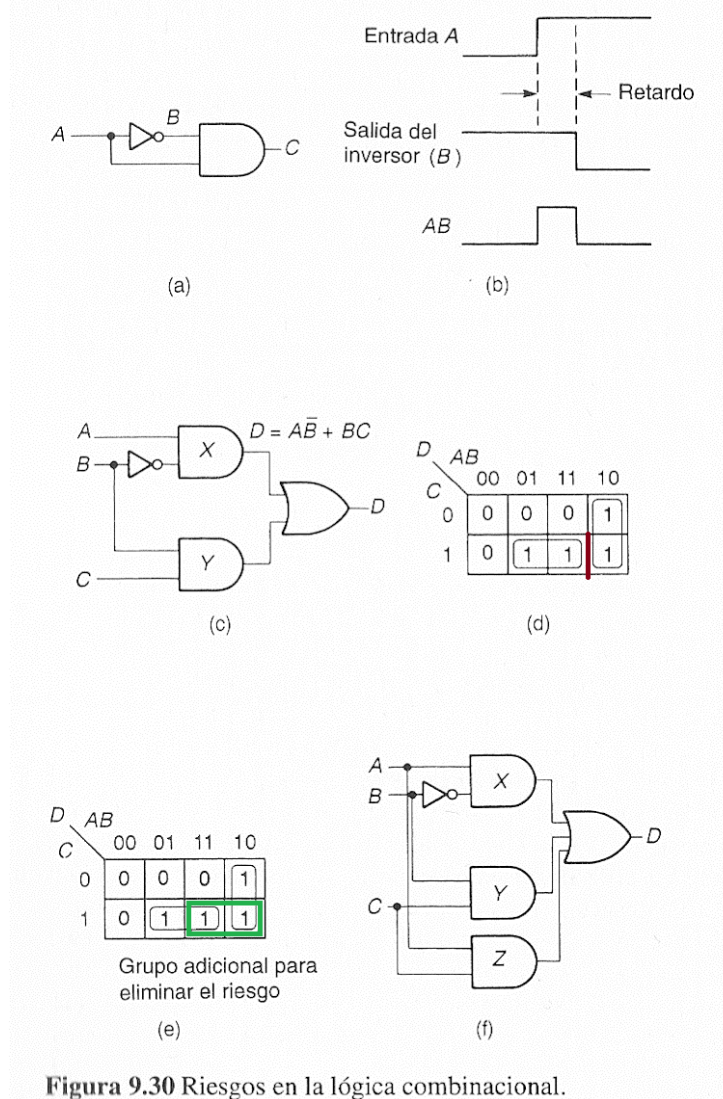 Entrada A
Retardo
Salida del
inversor (B)
AB
A
B
C
(a)
(b)
A
B
C
X
Y
D = AB̅ + BC
D
(c)
D
AB
C
00 01 11 10
0 0 0 0 1
1 0 1 1 1
(d)
D
AB
C
00 01 11 10
0 0 0 0 1
1 0 1 1 1
Grupo adicional para
eliminar el riesgo
(e)
A
B
C
X
Y
Z
D
(f)
Figura 9.30 Riesgos en la lógica combinacional.